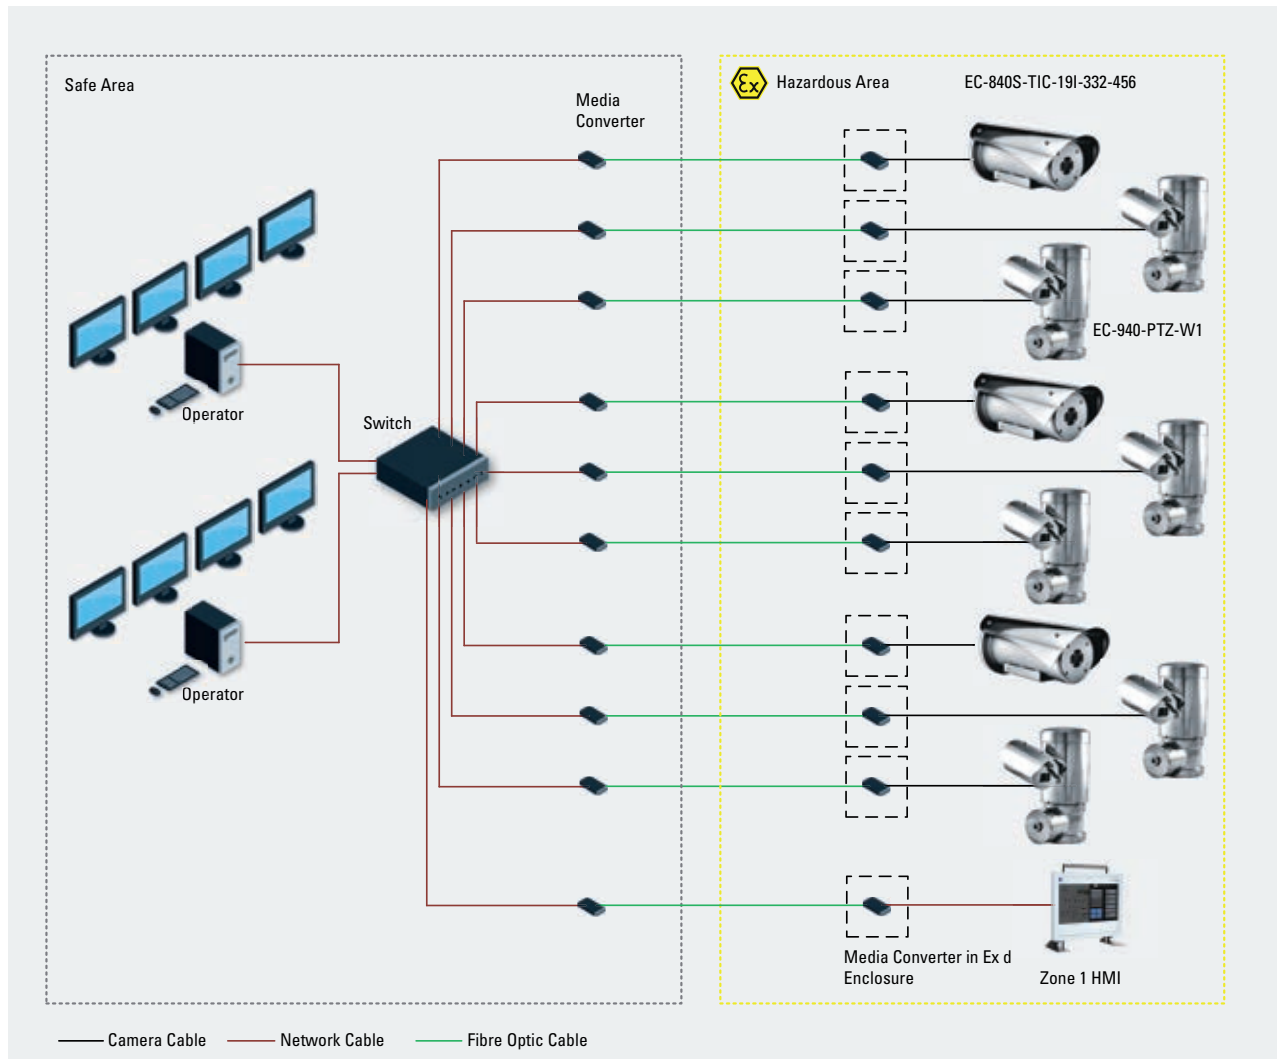 Safe Area
Media
Converter
Ex
Hazardous Area
EC-840S-TIC-19I-332-456
EC-940-PTZ-W1
Operator
Switch
Operator
Media Converter in Ex d
Enclosure
Zone 1 HMI
Camera Cable
Network Cable
Fibre Optic Cable